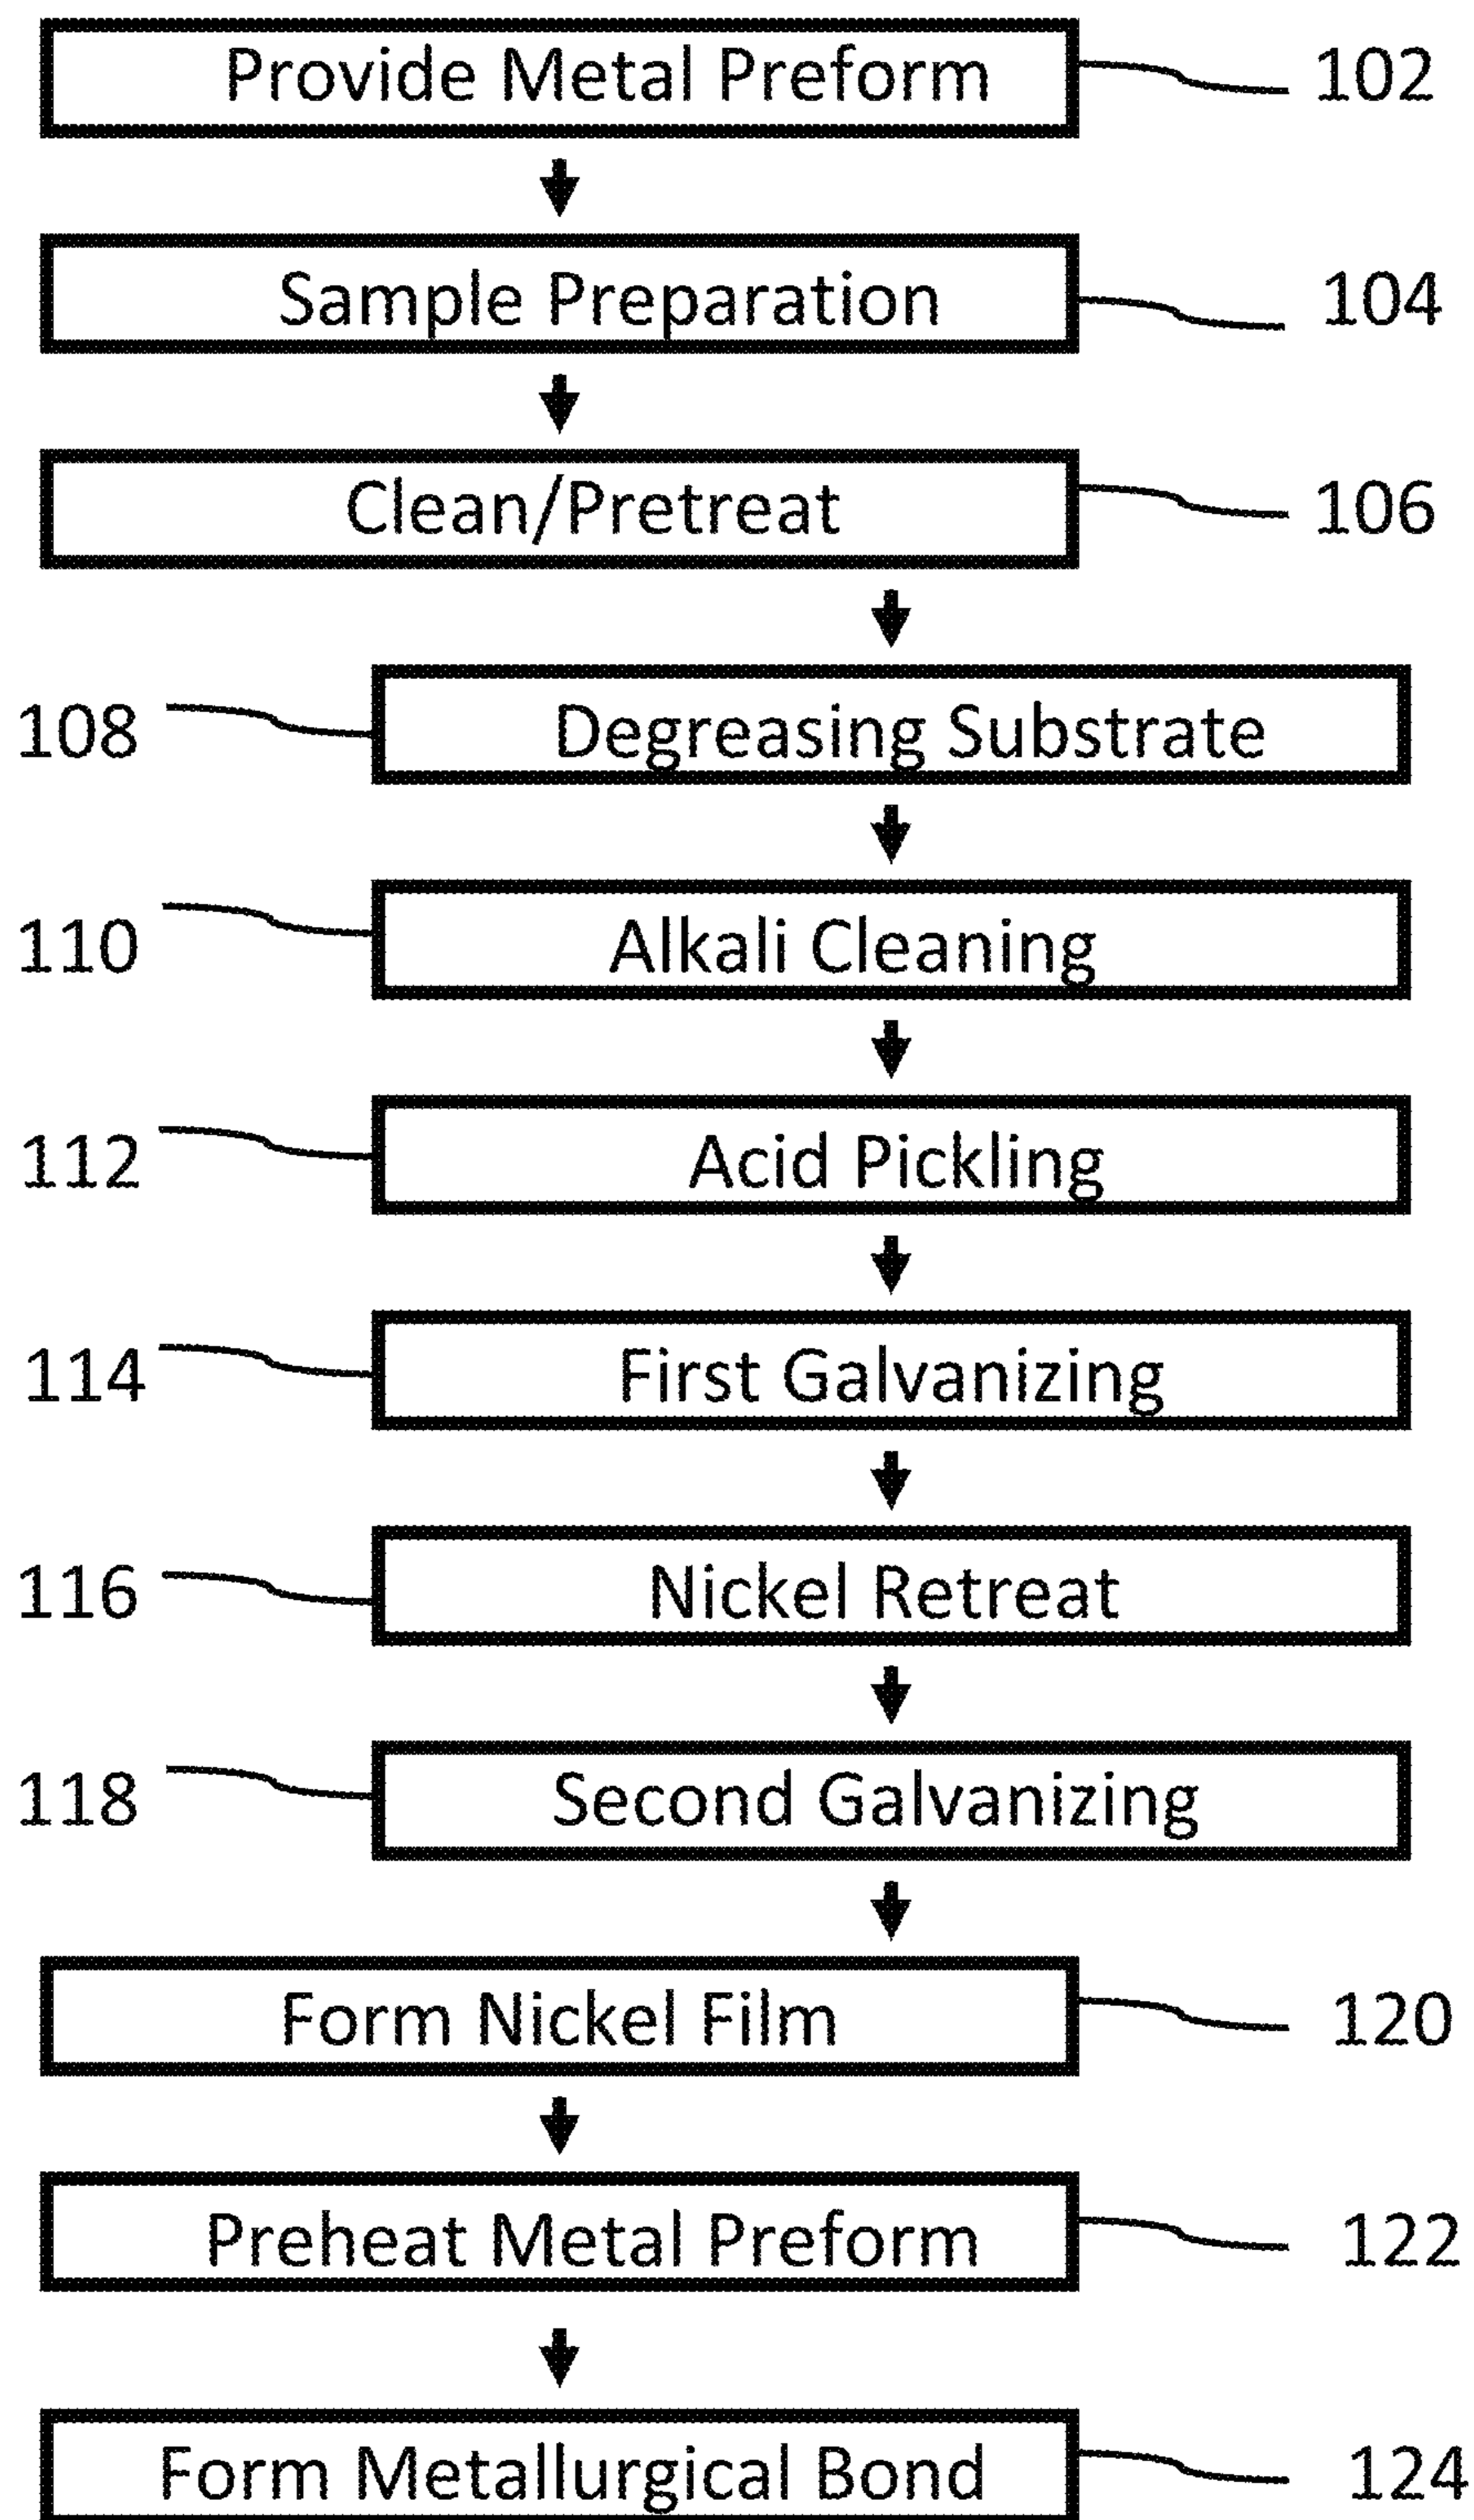 Provide Metal Preform 102
Sample Preparation 104
Clean/Pretreat 106
108 Degreasing Substrate
110 Alkali Cleaning
112 Acid Pickling
114 First Galvanizing
116 Nickel Retreat
118 Second Galvanizing
Form Nickel Film 120
Preheat Metal Preform 122
Form Metallurgical Bond 124